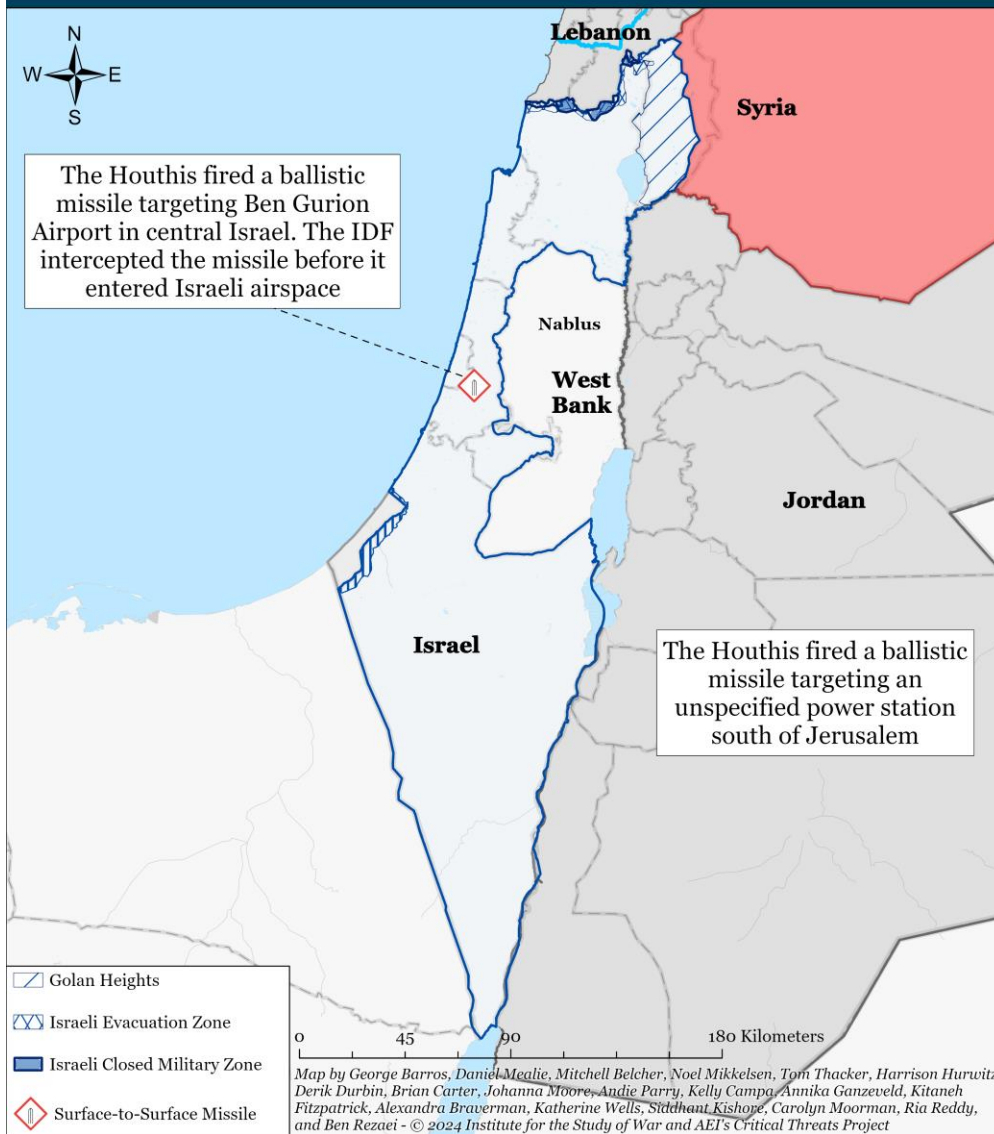 N
W E
S
Lebanon
Syria
The Houthis fired a ballistic
missile targeting Ben Gurion
Airport in central Israel. The IDF
intercepted the missile before it
entered Israeli airspace
Nablus
West
Bank
Jordan
Israel
The Houthis fired a ballistic
missile targeting an
unspecified power station
south of Jerusalem
Golan Heights
Israeli Evacuation Zone
Israeli Closed Military Zone
Surface-to-Surface Missile
0 45 90 180 Kilometers
Map by George Barros, Daniel Mealie, Mitchell Belcher, Noel Mikkelsen, Tom Thacker, Harrison Hurwitz,
Derik Durbin, Brian Carter, Johanna Moore, Andie Parry, Kelly Campa, Annika Ganzeveld, Kitaneh
Fitzpatrick, Alexandra Braverman, Katherine Wells, Siddhant Kishore, Carolyn Moorman, Ria Reddy,
and Ben Rezaei - © 2024 Institute for the Study of War and AEI's Critical Threats Project